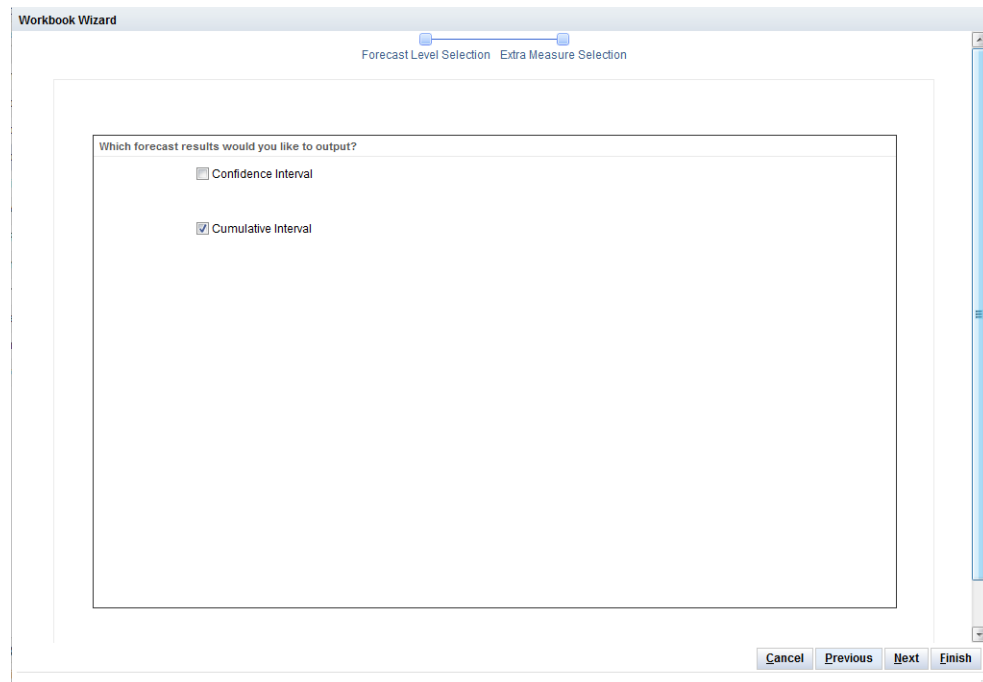 Workbook Wizard
Forecast Level Selection Extra Measure Selection
Which forecast results would you like to output?
Confidence Interval
Cumulative Interval
Cancel Previous Next Finish